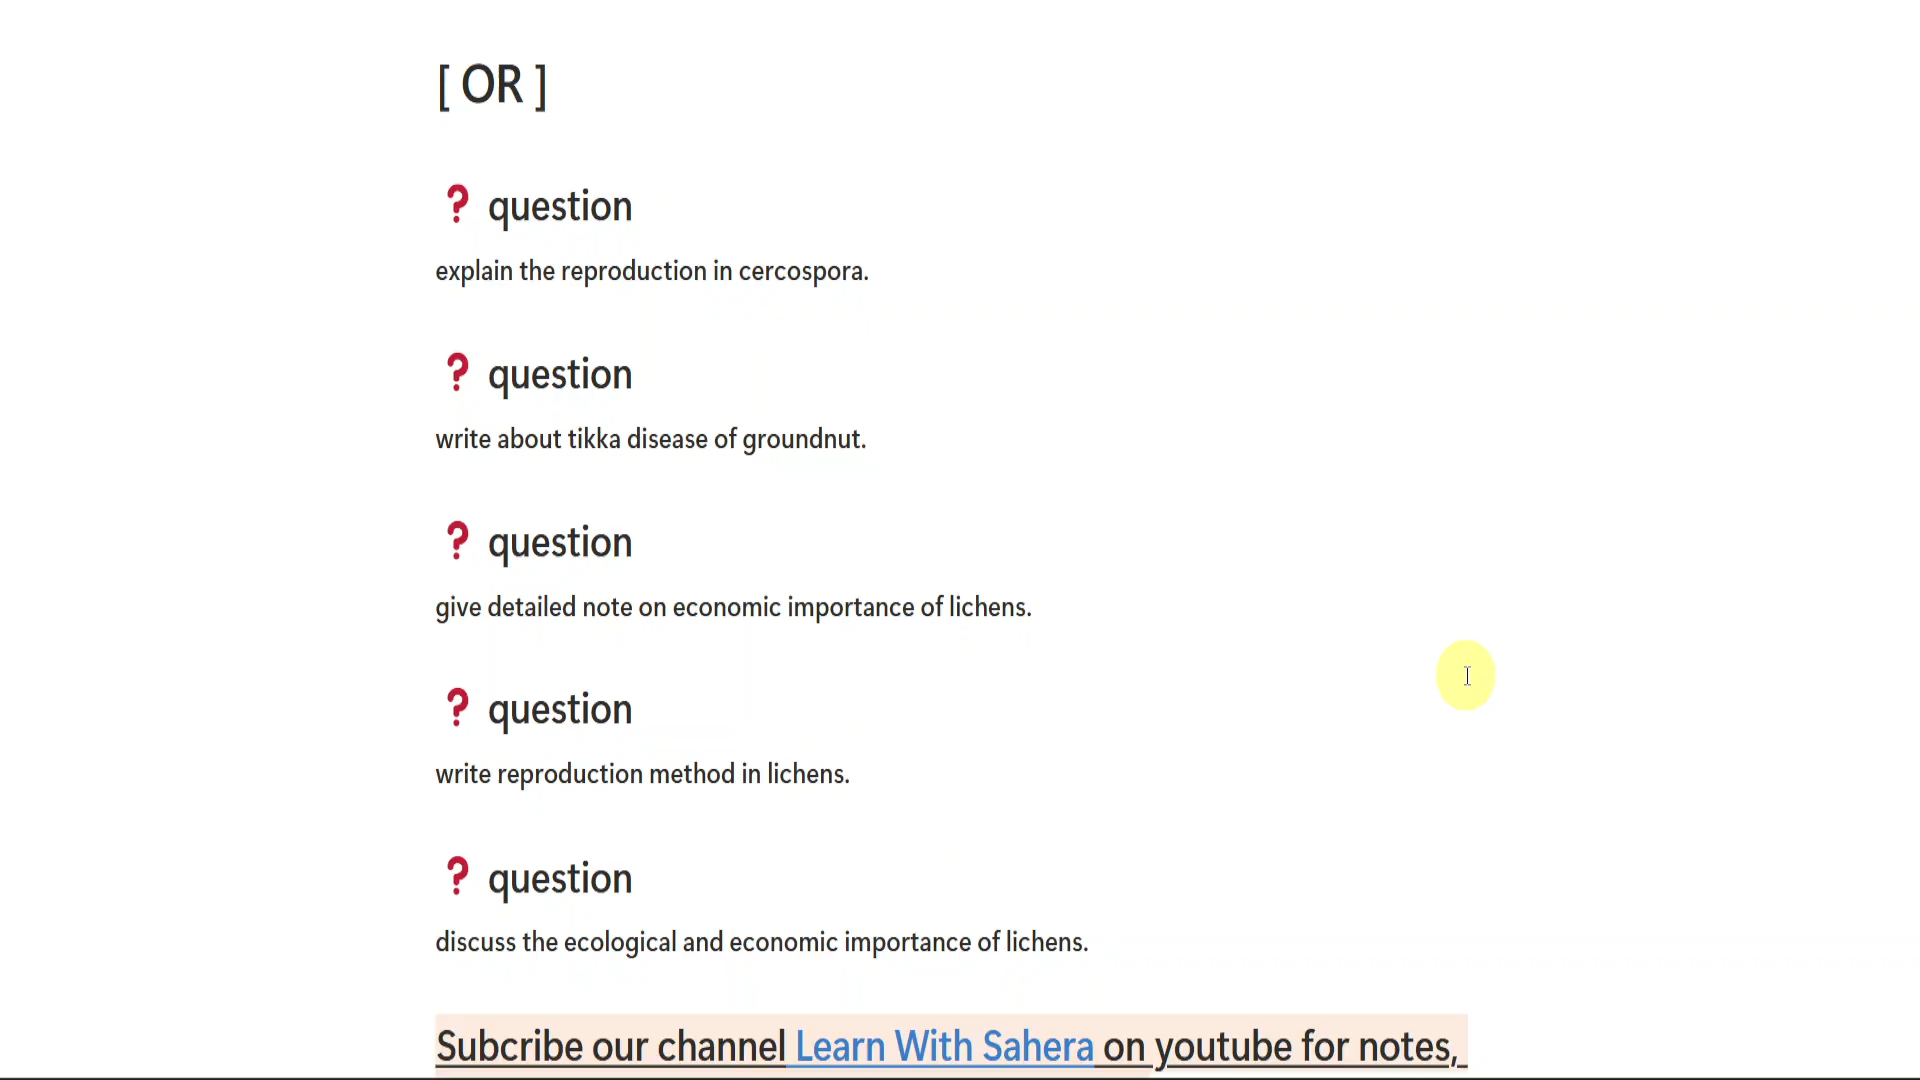 [ OR ]
❓ question
explain the reproduction in cercospora.
❓ question
write about tikka disease of groundnut.
❓ question
give detailed note on economic importance of lichens.
❓ question
write reproduction method in lichens.
❓ question
discuss the ecological and economic importance of lichens.
Subcribe our channel Learn With Sahera on youtube for notes,